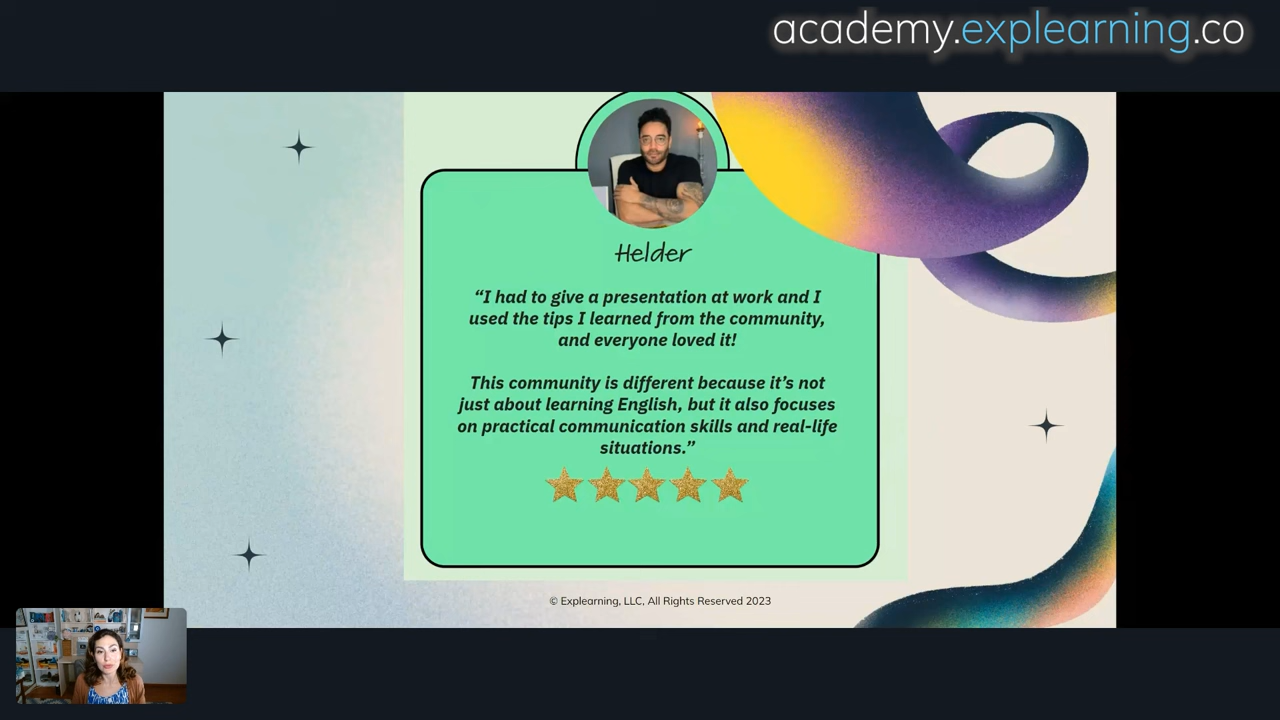 academy.explearning.co
Helder
“I had to give a presentation at work and I
used the tips I learned from the community,
and everyone loved it!
This community is different because it’s not
just about learning English, but it also focuses
on practical communication skills and real-life
situations.”
© Explearning, LLC, All Rights Reserved 2023